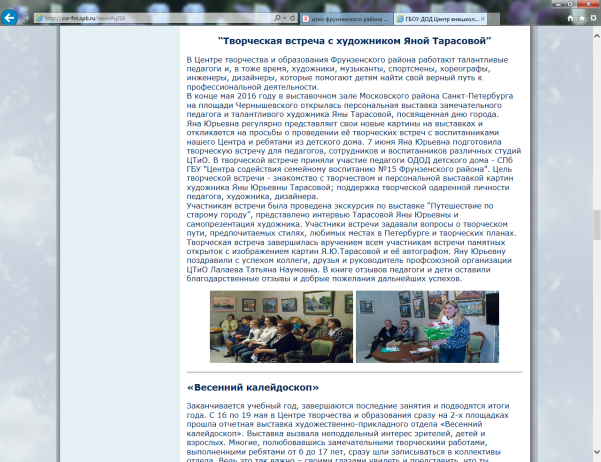 http://cvr-frn.spb.ru/news#q318
цтио фрунзенского района ...
ГБОУ ДОД Центр внешкол...
“Творческая встреча с художником Яной Тарасовой”
В Центре творчества и образования Фрунзенского района работают талантливые
педагоги и, в тоже время, художники, музыканты, спортсмены, хореографы,
инженеры, дизайнеры, которые помогают детям найти свой верный путь к
профессиональной деятельности.
В конце мая 2016 году в выставочном зале Московского района Санкт-Петербурга
на площади Чернышевского открылась персональная выставка замечательного
педагога и талантливого художника Яны Тарасовой, посвященная дню города.
Яна Юрьевна регулярно представляет свои новые картины на выставках и
откликается на просьбы о проведении её творческих встреч с воспитанниками
нашего Центра и ребятами из детского дома. 7 июня Яна Юрьевна подготовила
творческую встречу для педагогов, сотрудников и воспитанников различных студий
ЦТиО. В творческой встрече приняли участие педагоги ОДОД детского дома - СПб
ГБУ "Центра содействия семейному воспитанию №15 Фрунзенского района". Цель
творческой встречи - знакомство с творчеством и персональной выставкой картин
художника Яны Юрьевны Тарасовой; поддержка творческой одаренной личности
педагога, художника, дизайнера.
Участникам встречи была проведена экскурсия по выставке “Путешествие по
старому городу”, представлено интервью Тарасовой Яны Юрьевны и
самопрезентация художника. Участники встречи задавали вопросы о творческом
пути, предпочитаемых стилях, любимых местах в Петербурге и творческих планах.
Творческая встреча завершилась вручением всем участникам встречи памятных
открыток с изображением картин Я.Ю.Тарасовой и её автографом. Яну Юрьевну
поздравили с успехом коллеги, друзья и руководитель профсоюзной организации
ЦТиО Лалаева Татьяна Наумовна. В книге отзывов педагоги и дети оставили
благодарственные отзывы и добрые пожелания дальнейших успехов.
«Весенний калейдоскоп»
Заканчивается учебный год, завершаются последние занятия и подводятся итоги
года. С 16 по 19 мая в Центре творчества и образования сразу на 2-х площадках
прошла отчетная выставка художественно-прикладного отдела «Весенний
калейдоскоп». Выставка вызвала неподдельный интерес зрителей, детей и
взрослых. Многие, полюбовавшись замечательными творческими работами,
выполненными ребятами от 6 до 17 лет, сразу шли записываться в коллективы
отдела. Ведь это так важно – своими глазами увидеть и представить, что ты